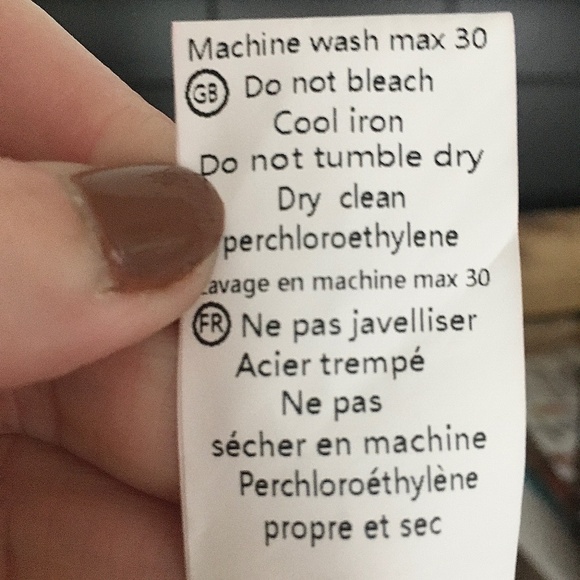 Machine wash max 30
GB Do not bleach
Cool iron
Do not tumble dry
Dry clean
perchloroethylene
Lavage en machine max 30
FR Ne pas javelliser
Acier trempé
Ne pas
sécher en machine
Perchloroéthylène
propre et sec